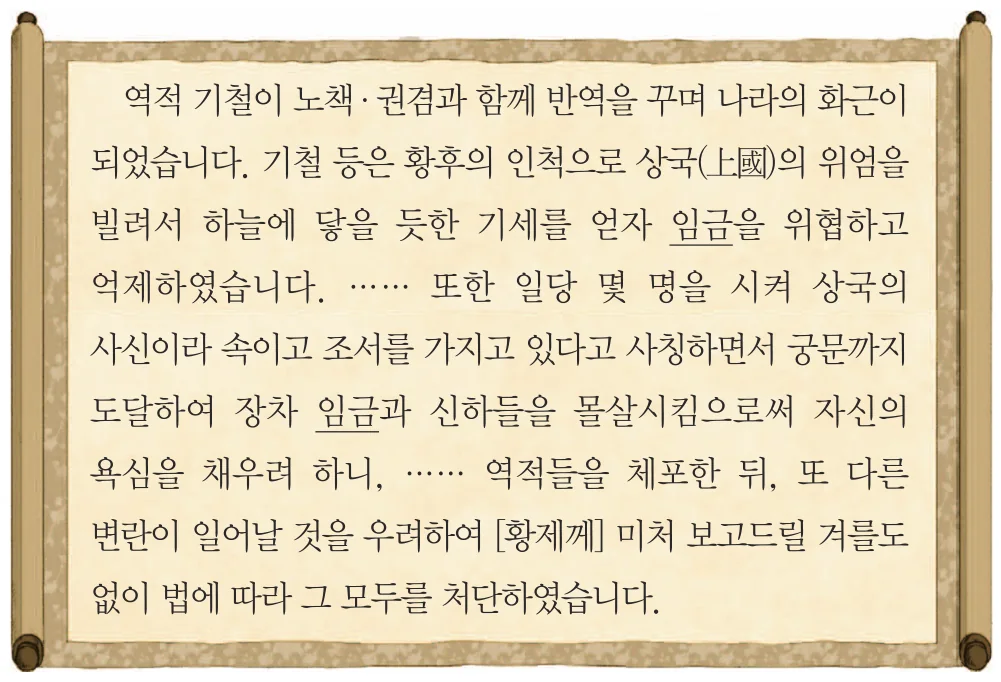 역적 기철이 노책·권겸과 함께 반역을 꾸며 나라의 화근이
되었습니다. 기철 등은 황후의 인척으로 상국(上國)의 위엄을
빌려서 하늘에 닿을 듯한 기세를 얻자 임금을 위협하고
억제하였습니다. …… 또한 일당 몇 명을 시켜 상국의
사신이라 속이고 조서를 가지고 있다고 사칭하면서 궁문까지
도달하여 장차 임금과 신하들을 몰살시킴으로써 자신의
욕심을 채우려 하니, …… 역적들을 체포한 뒤, 또 다른
변란이 일어날 것을 우려하여 [황제께] 미처 보고드릴 겨를도
없이 법에 따라 그 모두를 처단하였습니다.